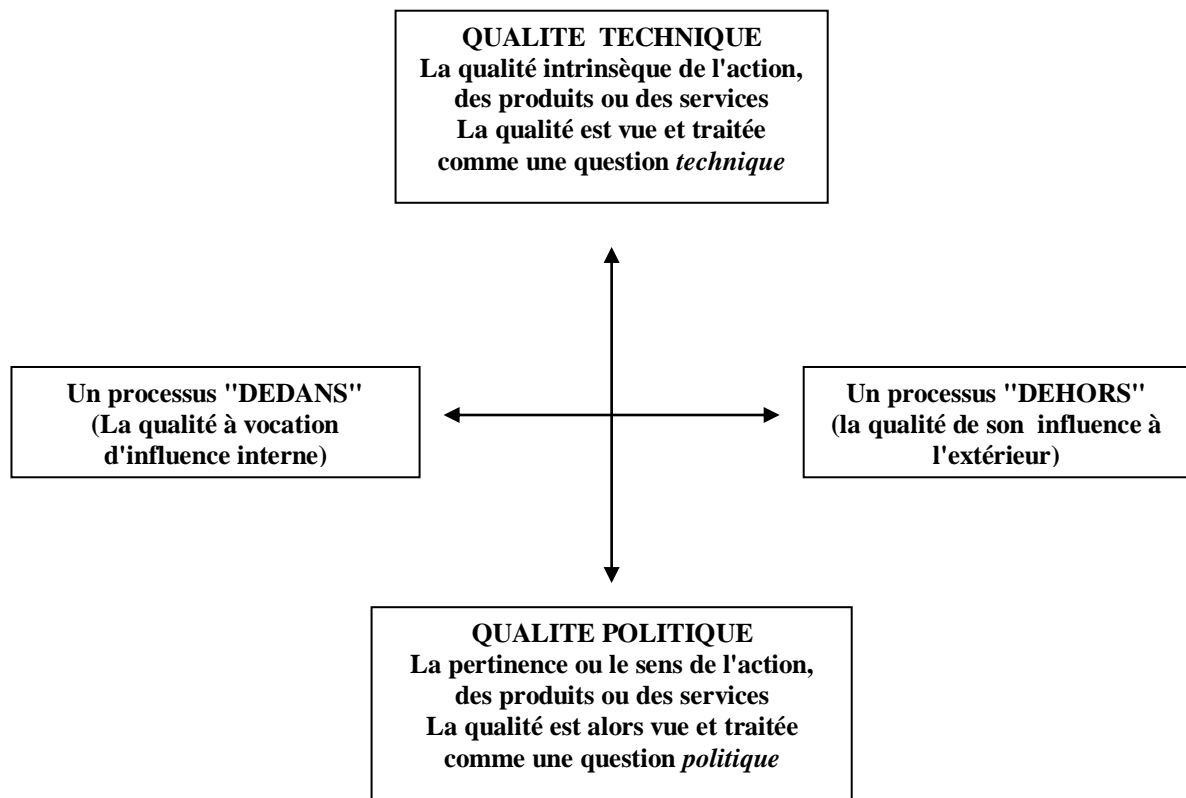 QUALITE TECHNIQUE
La qualité intrinsèque de l'action,
des produits ou des services
La qualité est vue et traitée
comme une question technique
Un processus "DEDANS"
(La qualité à vocation
d'influence interne)
Un processus "DEHORS"
(la qualité de son influence à
l'extérieur)
QUALITE POLITIQUE
La pertinence ou le sens de l'action,
des produits ou des services
La qualité est alors vue et traitée
comme une question politique